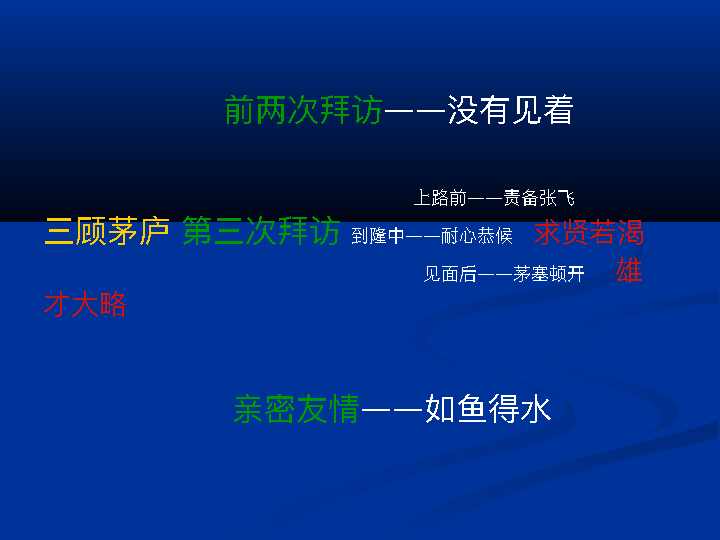 前两次拜访——没有见着
上路前——责备张飞
三顾茅庐 第三次拜访 到隆中——耐心恭候 求贤若渴
见面后——茅塞顿开 雄
才大略
亲密友情——如鱼得水